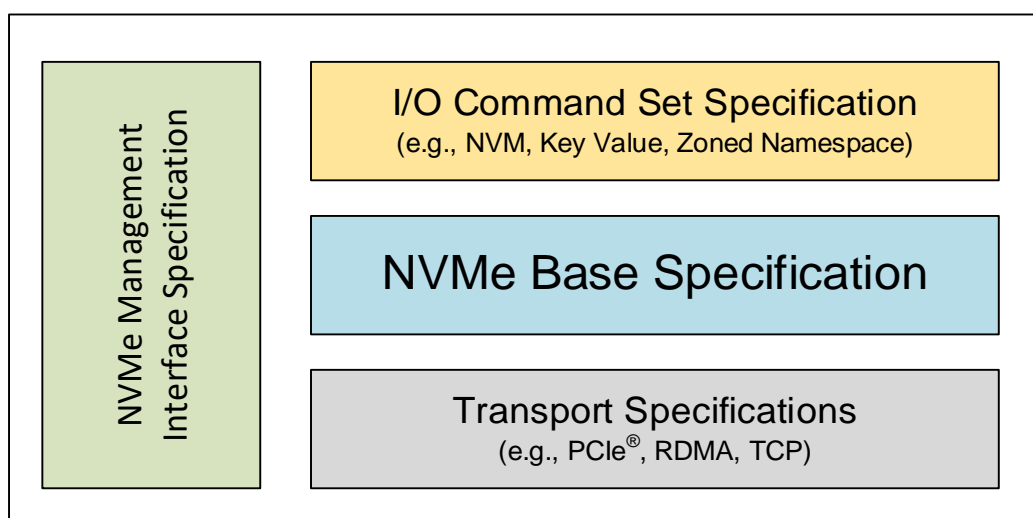 NVMe Management
Interface Specification
I/O Command Set Specification
(e.g., NVM, Key Value, Zoned Namespace)
NVMe Base Specification
Transport Specifications
(e.g., PCIe®, RDMA, TCP)